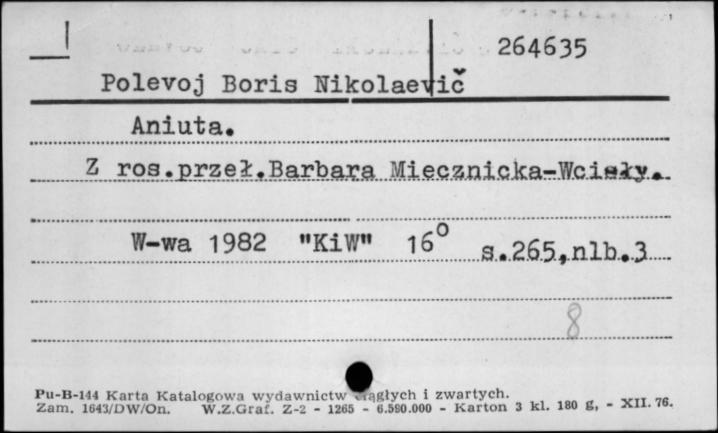 264635
Polevoj Boris Nikolaevič
Aniuta.
Z ros.przeł.Barbara Miecznicka-Wcisły.
W-wa 1982 "KiW" 16° s.265,nlb.3
8
Pu-B-144 Karta Katalogowa wydawnictw ciągłych i zwartych.
Zam. 1643/DW/On. W.Z.Graf. Z-2 - 1265 - 6.590.000 - Karton 3 kl. 180 g, - XII. 76.